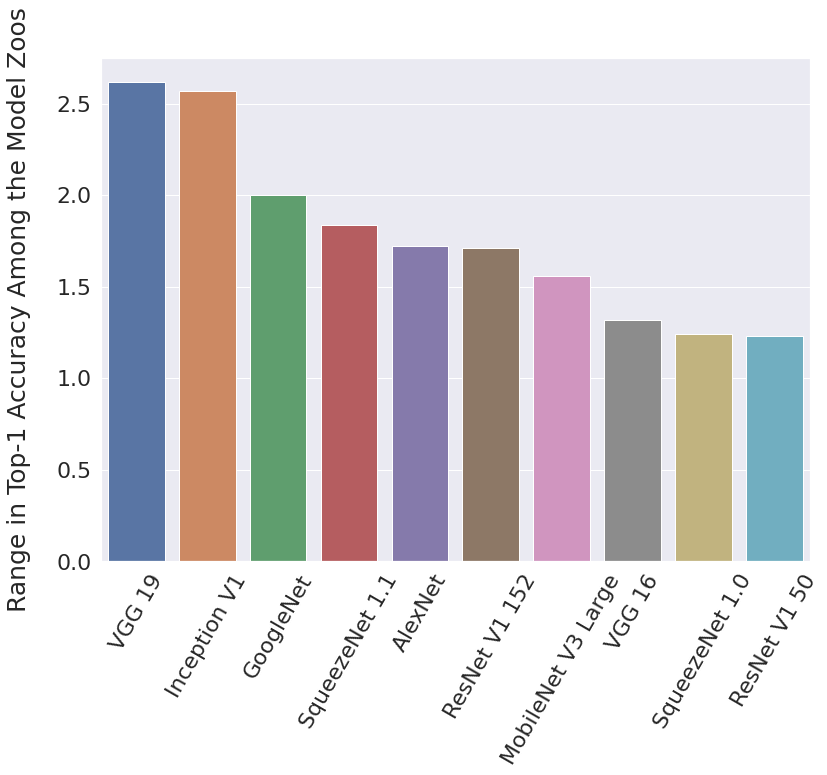 Range in Top-1 Accuracy Among the Model Zoos
2.5
2.0
1.5
1.0
0.5
0.0
VGG 19
Inception V1
GoogleNet
SqueezeNet 1.1
AlexNet
ResNet V1 152
MobileNet V3 Large
VGG 16
SqueezeNet 1.0
ResNet V1 50